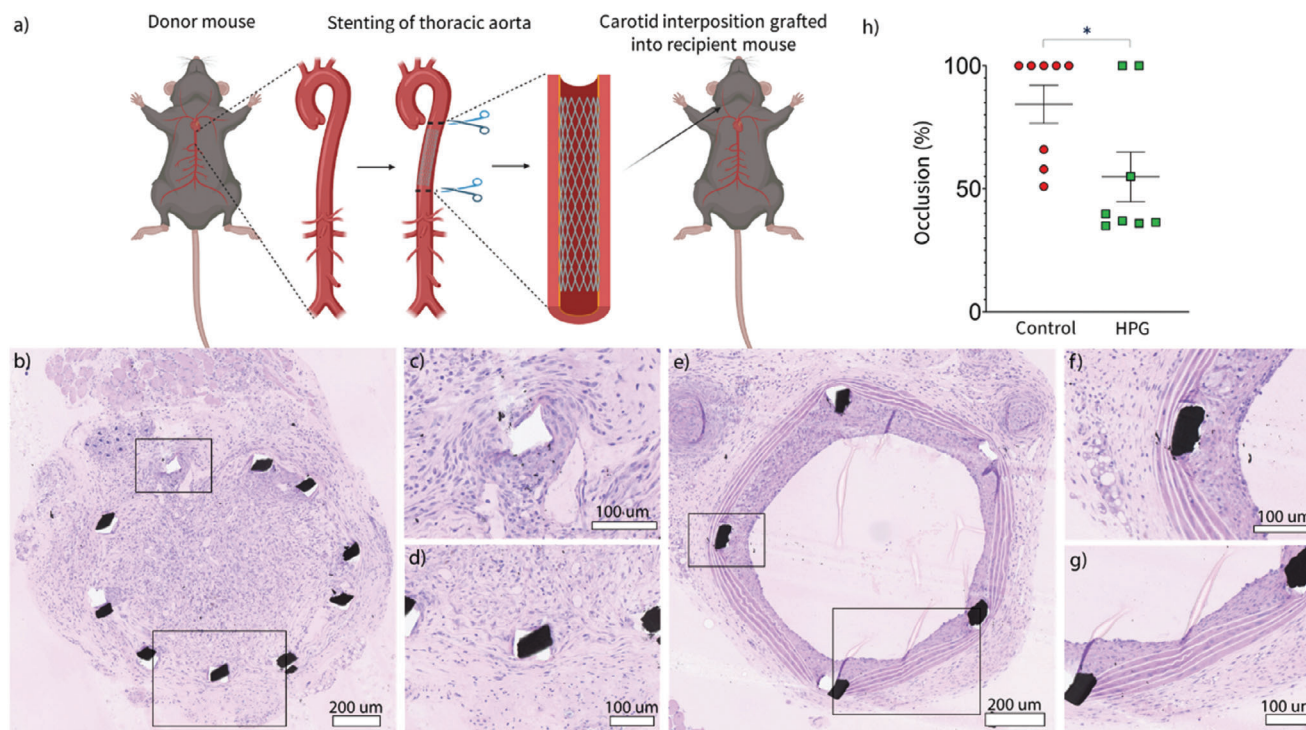 a)
Donor mouse
Stenting of thoracic aorta
Carotid interposition grafted
into recipient mouse
h)
*
100
50
0
Occlusion (%)
Control
HPG
b)
200 um
c)
100 um
d)
100 um
e)
200 um
f)
100 um
g)
100 um